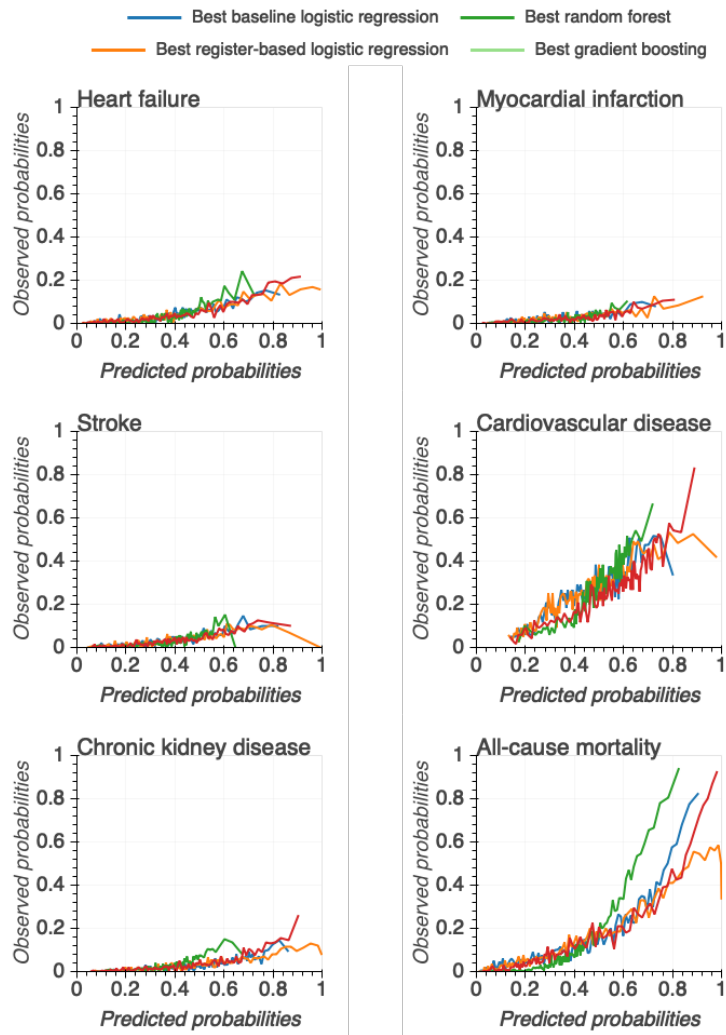 Best baseline logistic regression Best random forest
Best register-based logistic regression Best gradient boosting
Heart failure
Observed probabilities
1
0.8
0.6
0.4
0.2
0
0 0.2 0.4 0.6 0.8 1
Predicted probabilities
Myocardial infarction
Observed probabilities
1
0.8
0.6
0.4
0.2
0
0 0.2 0.4 0.6 0.8 1
Predicted probabilities
Stroke
Observed probabilities
1
0.8
0.6
0.4
0.2
0
0 0.2 0.4 0.6 0.8 1
Predicted probabilities
Cardiovascular disease
Observed probabilities
1
0.8
0.6
0.4
0.2
0
0 0.2 0.4 0.6 0.8 1
Predicted probabilities
Chronic kidney disease
Observed probabilities
1
0.8
0.6
0.4
0.2
0
0 0.2 0.4 0.6 0.8 1
Predicted probabilities
All-cause mortality
Observed probabilities
1
0.8
0.6
0.4
0.2
0
0 0.2 0.4 0.6 0.8 1
Predicted probabilities